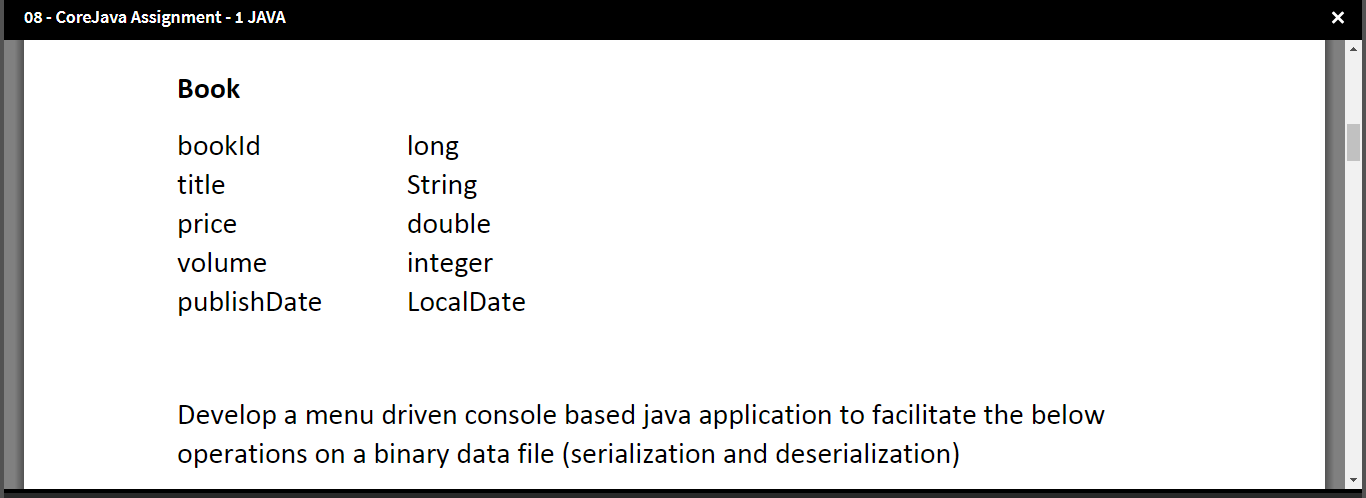 08 - CoreJava Assignment - 1 JAVA
Book
bookId long
title String
price double
volume integer
publishDate LocalDate
Develop a menu driven console based java application to facilitate the below
operations on a binary data file (serialization and deserialization)